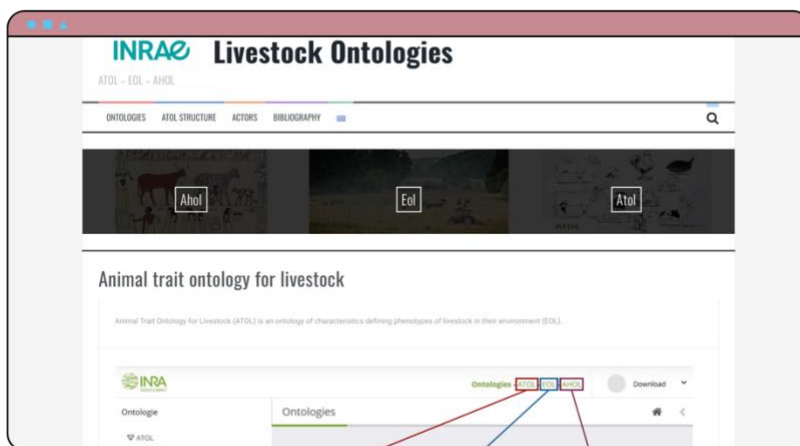 INRAE Livestock Ontologies
ATOL – EOL – AHOL
ONTOLOGIES ATOL STRUCTURE ACTORS BIBLIOGRAPHY
Ahol Eol Atol
Animal trait ontology for livestock
Animal Trait Ontology for Livestock (ATOL) is an ontology of characteristics defining phenotypes of livestock in their environment (EOL).
INRA Ontologies ATOL EOL AHOL Download
Ontologie Ontologies
ATOL